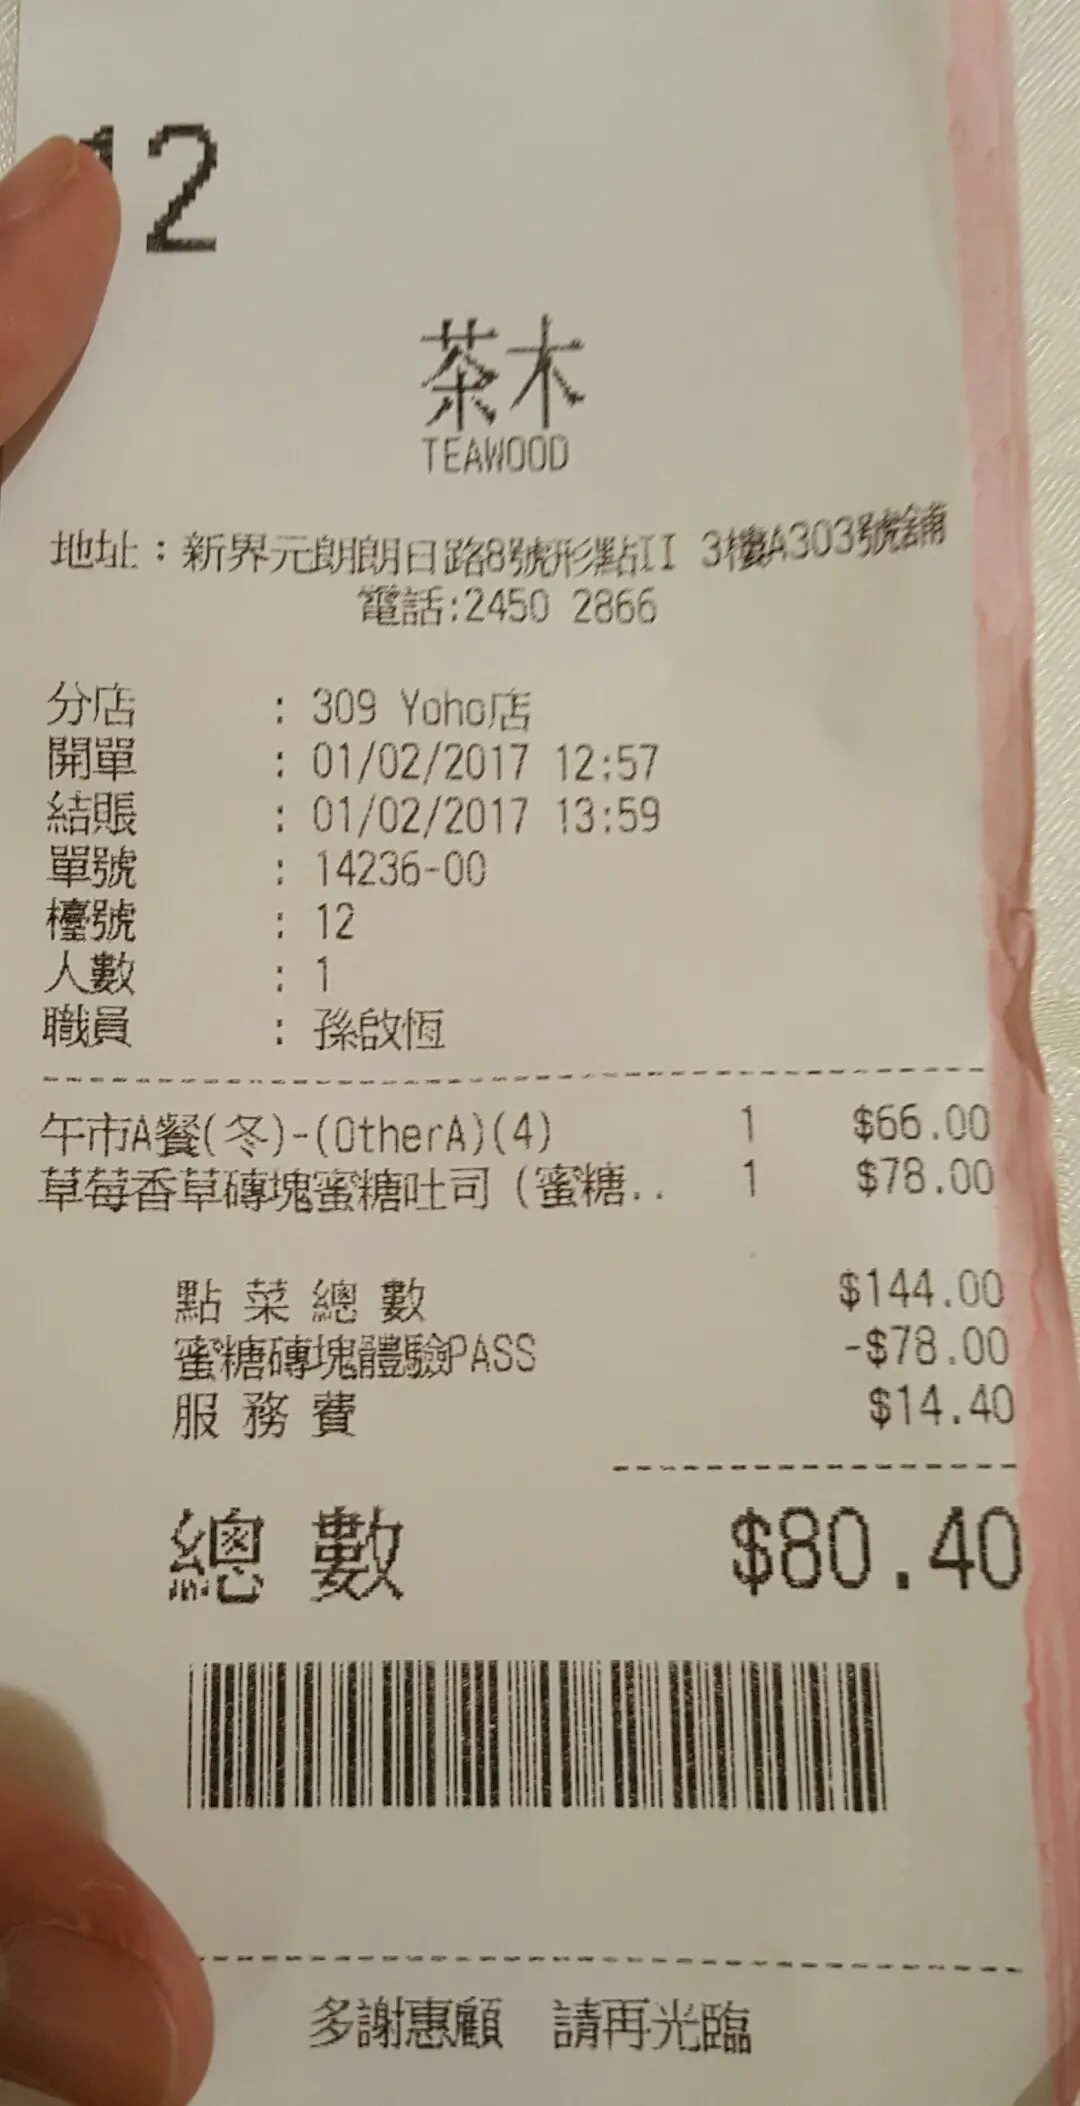 12
茶木
TEAWOOD
地址：新界元朗朗日路8號形點II 3樓A303號舖
電話:2450 2866
分店 : 309 Yoho店
開單 : 01/02/2017 12:57
結賬 : 01/02/2017 13:59
單號 : 14236-00
檯號 : 12
人數 : 1
職員 : 孫啟恆
午市A餐(冬)-(OtherA)(4) 1 $66.00
草莓香草磚塊蜜糖吐司 (蜜糖.. 1 $78.00
點菜總數 $144.00
蜜糖磚塊體驗PASS -$78.00
服務費 $14.40
總數 $80.40
多謝惠顧 請再光臨